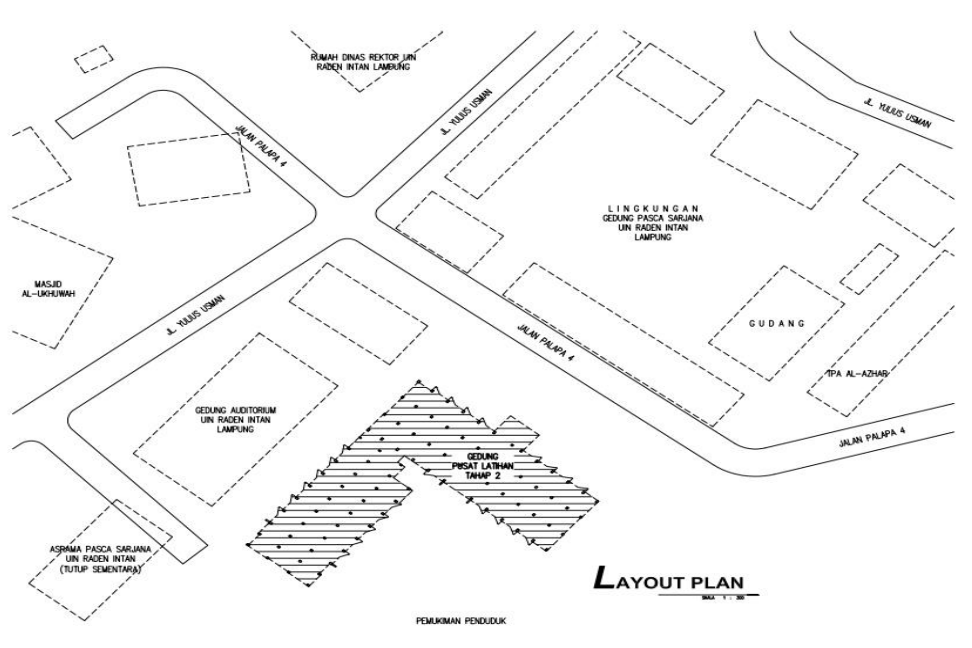 RUMAH DINAS REKTOR UIN
RADEN INTAN LAMPUNG
JL. YULIUS USMAN
JL. YULIUS USMAN
JALAN PALAPA 4
LINGKUNGAN
GEDUNG PASCA SARJANA
UIN RADEN INTAN
LAMPUNG
MASJID
AL-UKHUWAH
JL. YULIUS USMAN
JALAN PALAPA 4
GUDANG
TPA AL-AZHAR
GEDUNG AUDITORIUM
UIN RADEN INTAN
LAMPUNG
JALAN PALAPA 4
GEDUNG
PUSAT LATIHAN
TAHAP 2
ASRAMA PASCA SARJANA
UIN RADEN INTAN
(TUTUP SEMENTARA)
LAYOUT PLAN
SKALA 1 : 300
PEMUKIMAN PENDUDUK